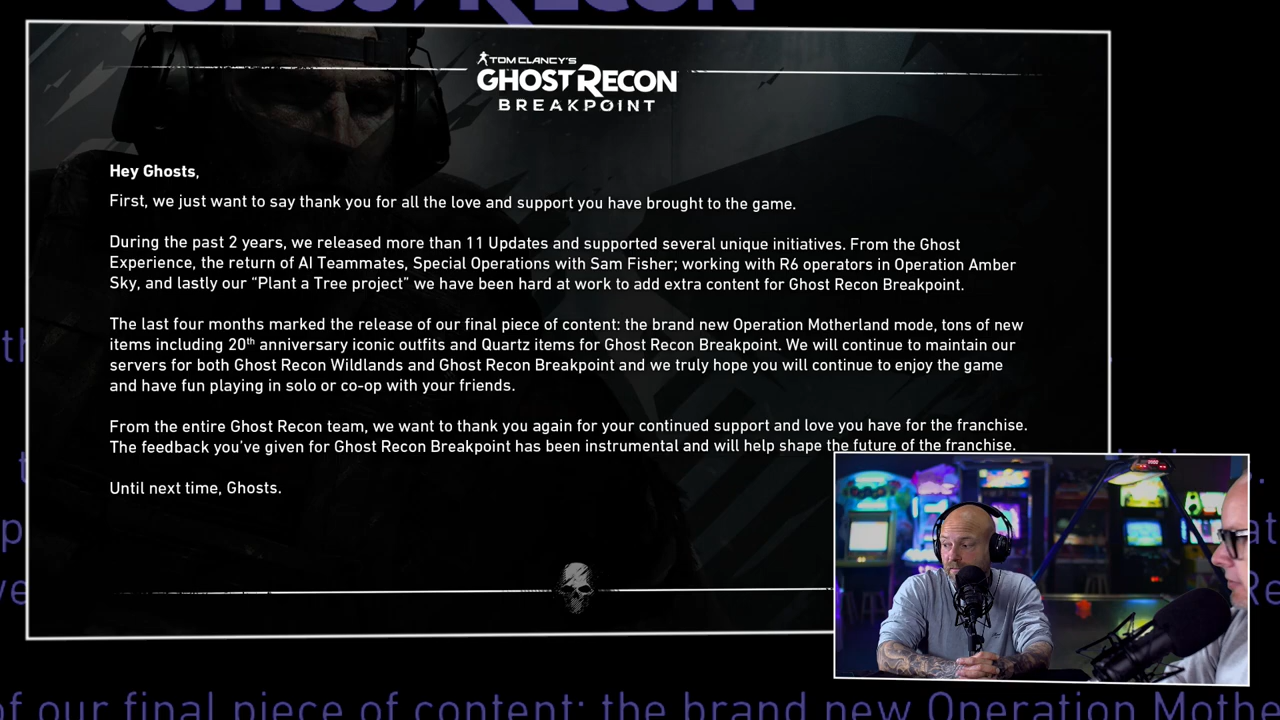 GHOST RECON
TOM CLANCY'S
GHOST RECON
BREAKPOINT
Hey Ghosts,
First, we just want to say thank you for all the love and support you have brought to the game.
During the past 2 years, we released more than 11 Updates and supported several unique initiatives. From the Ghost
Experience, the return of AI Teammates, Special Operations with Sam Fisher; working with R6 operators in Operation Amber
Sky, and lastly our “Plant a Tree project” we have been hard at work to add extra content for Ghost Recon Breakpoint.
The last four months marked the release of our final piece of content: the brand new Operation Motherland mode, tons of new
items including 20th anniversary iconic outfits and Quartz items for Ghost Recon Breakpoint. We will continue to maintain our
servers for both Ghost Recon Wildlands and Ghost Recon Breakpoint and we truly hope you will continue to enjoy the game
and have fun playing in solo or co-op with your friends.
From the entire Ghost Recon team, we want to thank you again for your continued support and love you have for the franchise.
The feedback you’ve given for Ghost Recon Breakpoint has been instrumental and will help shape the future of the franchise.
Until next time, Ghosts.
of our final piece of content: the brand new Operation Mothe